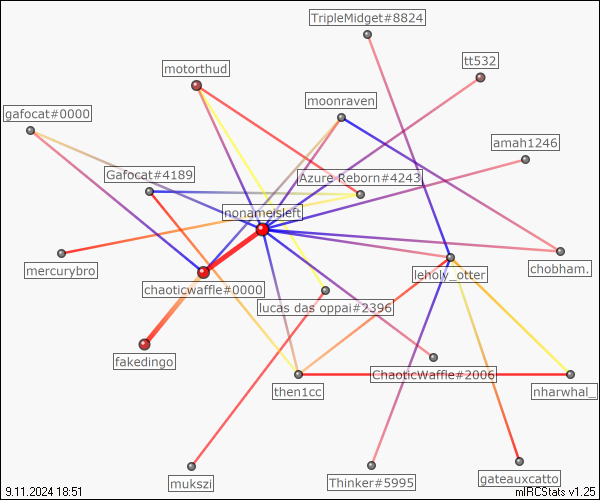 TripleMidget#8824
tt532
motorthud
moonraven
gafocat#0000
amah1246
Gafocat#4189
Azure Reborn#4243
nonameisleft
mercurybro
leholy_otter
chobham.
chaoticwaffle#0000
lucas das oppai#2396
fakedingo
ChaoticWaffle#2006
then1cc
nharwhal_
mukszi
Thinker#5995
gateauxcatto
9.11.2024 18:51
mIRCStats v1.25